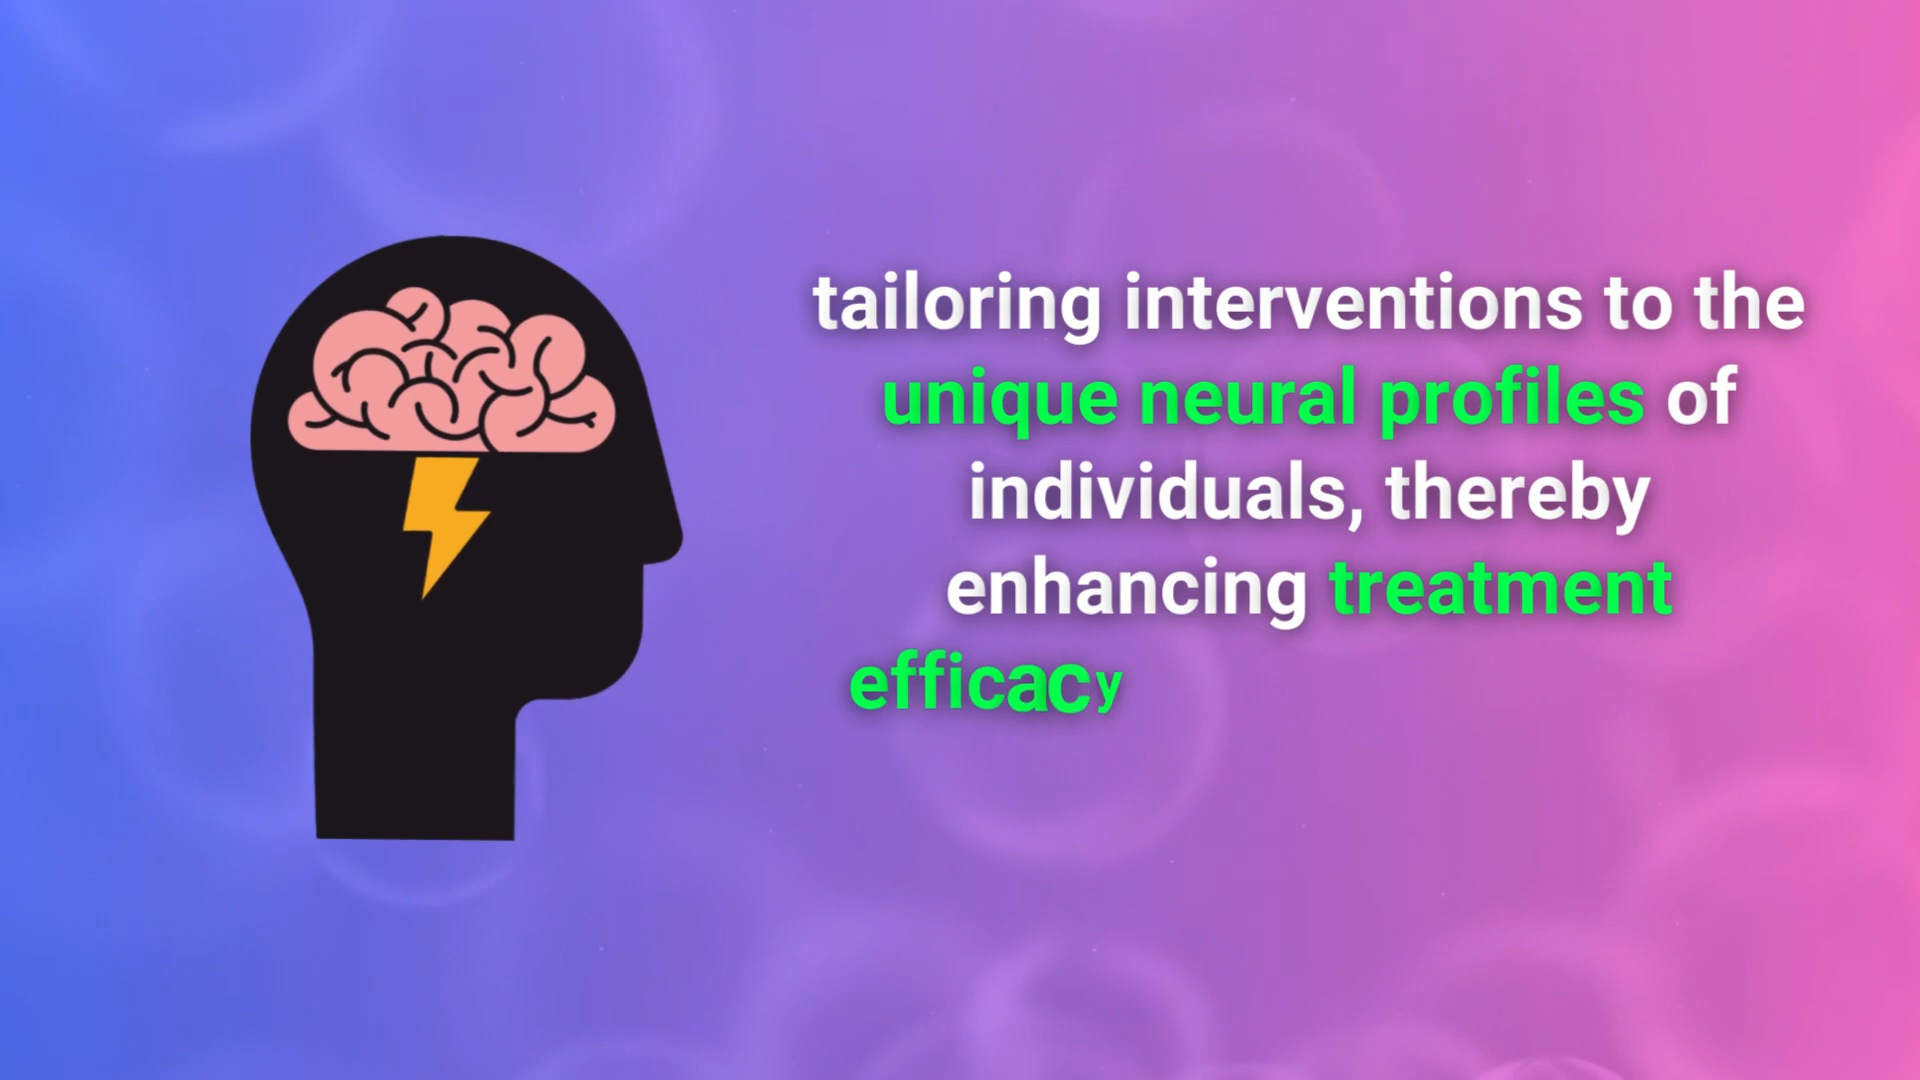 tailoring interventions to the
unique neural profiles of
individuals, thereby
enhancing treatment
efficacy